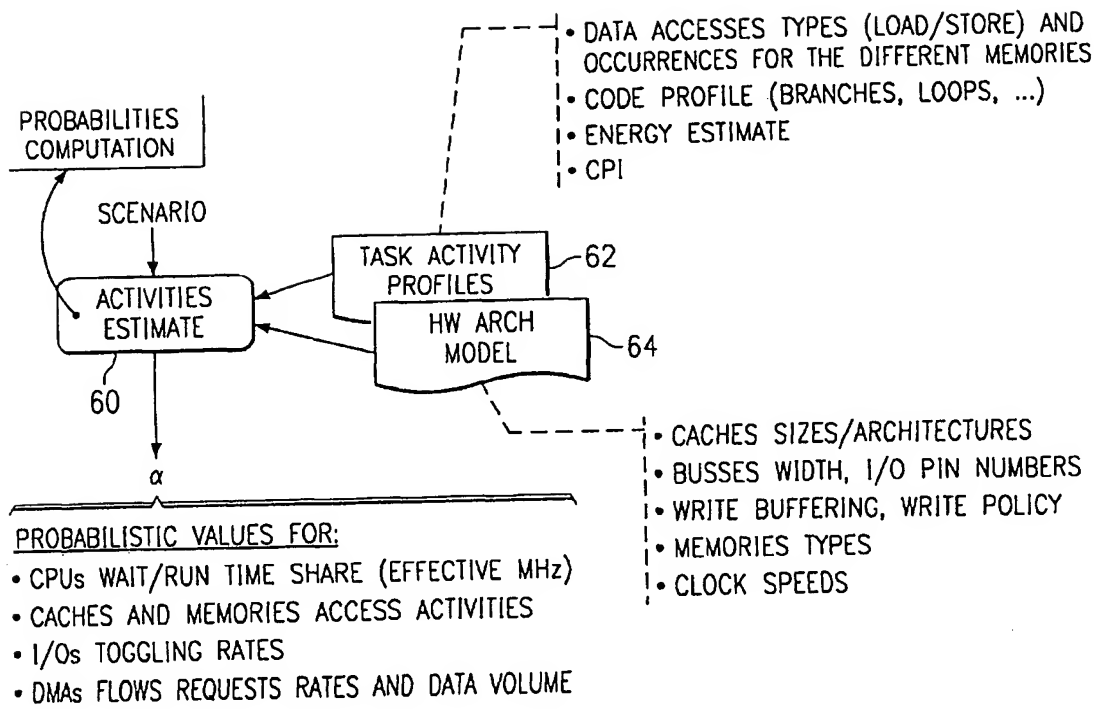 • DATA ACCESSES TYPES (LOAD/STORE) AND
OCCURRENCES FOR THE DIFFERENT MEMORIES
• CODE PROFILE (BRANCHES, LOOPS, ...)
• ENERGY ESTIMATE
• CPI
PROBABILITIES
COMPUTATION
SCENARIO
TASK ACTIVITY
PROFILES
62
ACTIVITIES
ESTIMATE
60
HW ARCH
MODEL
64
• CACHES SIZES/ARCHITECTURES
• BUSSES WIDTH, I/O PIN NUMBERS
• WRITE BUFFERING, WRITE POLICY
• MEMORIES TYPES
• CLOCK SPEEDS
α
PROBABILISTIC VALUES FOR:
• CPUs WAIT/RUN TIME SHARE (EFFECTIVE MHz)
• CACHES AND MEMORIES ACCESS ACTIVITIES
• I/Os TOGGLING RATES
• DMAs FLOWS REQUESTS RATES AND DATA VOLUME